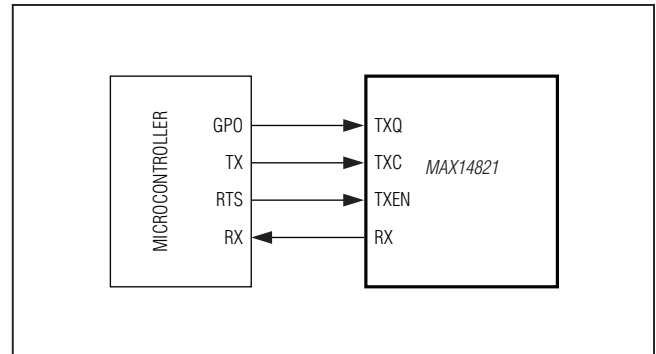 MICROCONTROLLER
GPO
TX
RTS
RX
TXQ
TXC
TXEN
RX
MAX14821